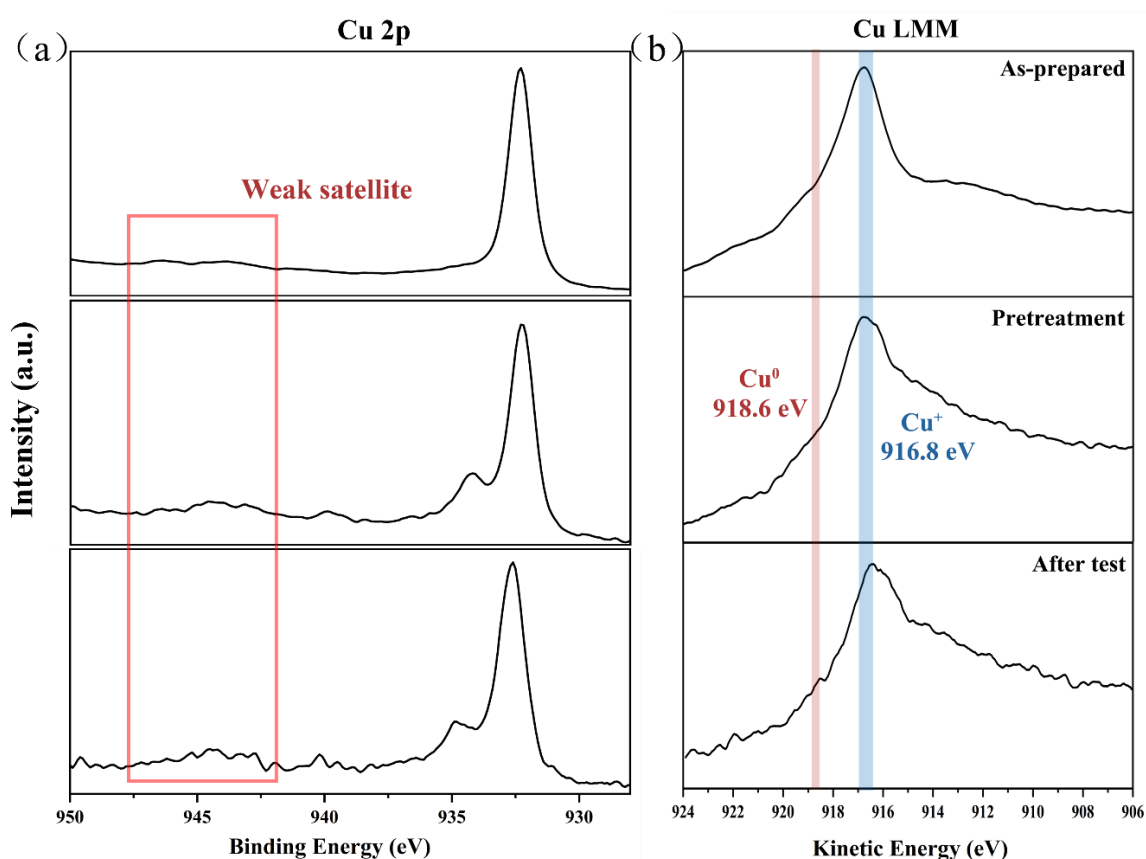 （a）
Cu 2p
Weak satellite
Intensity (a.u.)
950 945 940 935 930
Binding Energy (eV)
（b）
Cu LMM
As-prepared
Pretreatment
Cu⁰
918.6 eV
Cu⁺
916.8 eV
After test
924 922 920 918 916 914 912 910 908 906
Kinetic Energy (eV)